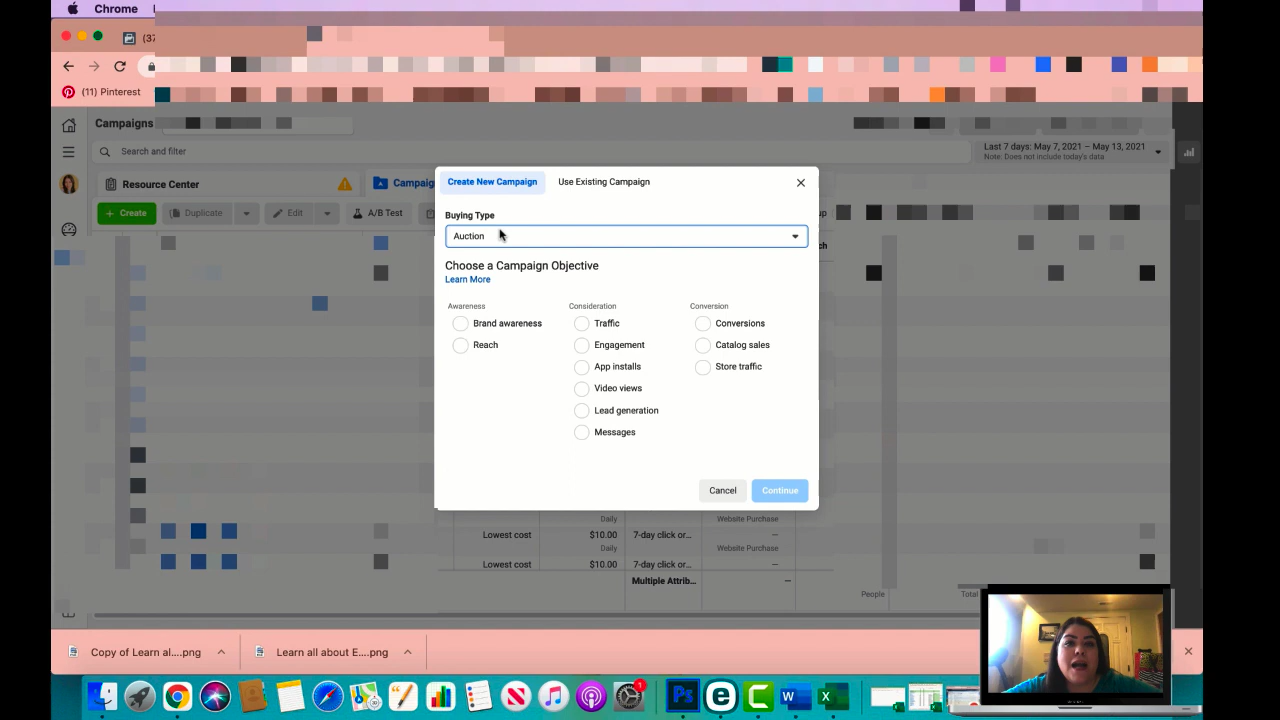 Chrome
(37
(11) Pinterest
Campaigns
Search and filter
Last 7 days: May 7, 2021 – May 13, 2021
Note: Does not include today's data
Resource Center
Campaig
+ Create
Duplicate
Edit
A/B Test
up
Create New Campaign
Use Existing Campaign
Buying Type
Auction
Choose a Campaign Objective
Learn More
Awareness
Consideration
Conversion
Brand awareness
Traffic
Conversions
Reach
Engagement
Catalog sales
App installs
Store traffic
Video views
Lead generation
Messages
Cancel
Continue
Daily
Website Purchase
Lowest cost
$10.00
7-day click or...
—
Daily
Website Purchase
Lowest cost
$10.00
7-day click or...
—
Multiple Attrib...
—
People
Total
Copy of Learn al....png
Learn all about E....png
1